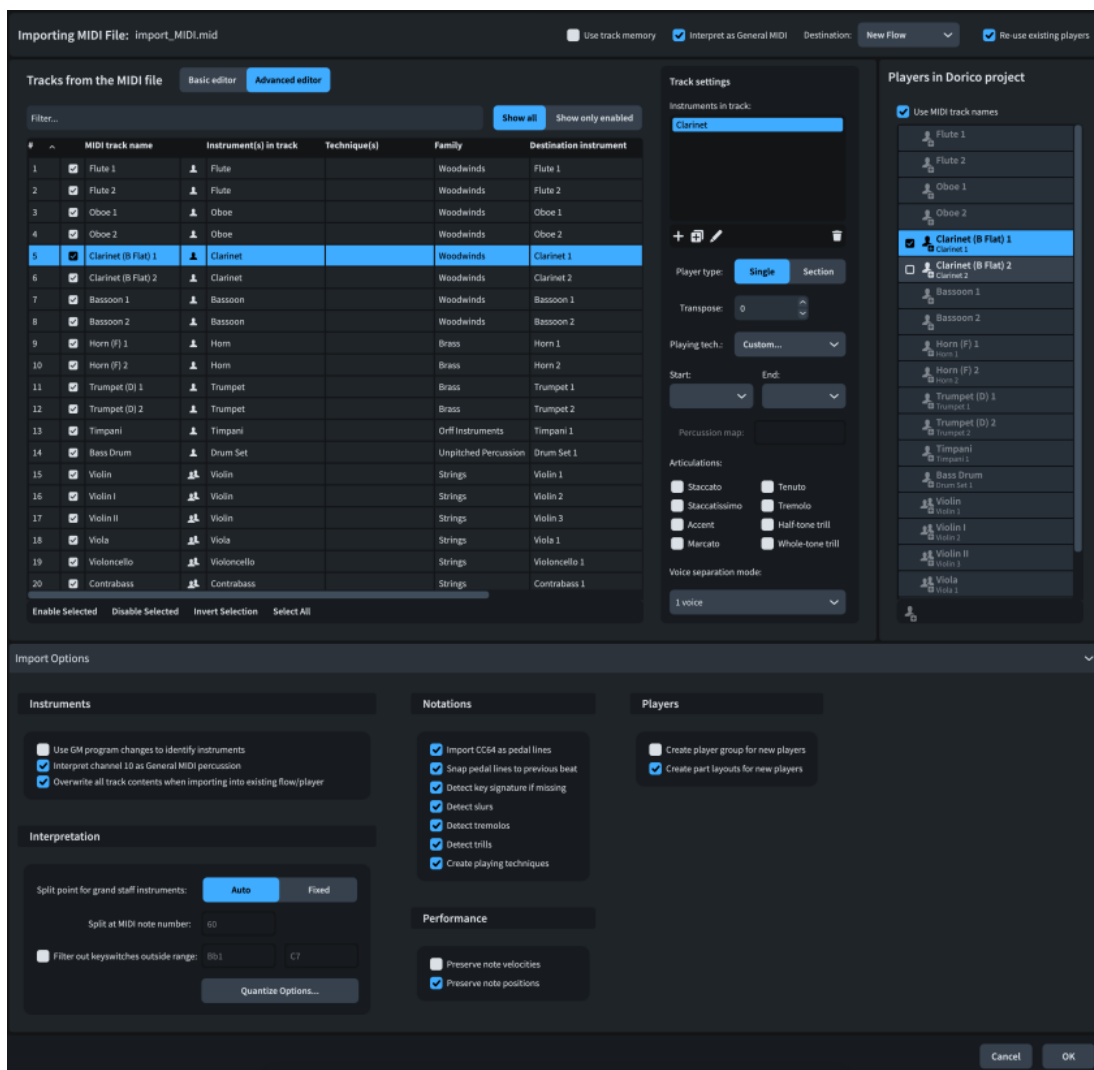 Importing MIDI File: import_MIDI.mid
Use track memory
Interpret as General MIDI
Destination: New Flow
Re-use existing players
Tracks from the MIDI file
Basic editor
Advanced editor
Filter...
Show all
Show only enabled
# MIDI track name Instrument(s) in track Technique(s) Family Destination instrument
1 Flute 1 Flute Woodwinds Flute 1
2 Flute 2 Flute Woodwinds Flute 2
3 Oboe 1 Oboe Woodwinds Oboe 1
4 Oboe 2 Oboe Woodwinds Oboe 2
5 Clarinet (B Flat) 1 Clarinet Woodwinds Clarinet 1
6 Clarinet (B Flat) 2 Clarinet Woodwinds Clarinet 2
7 Bassoon 1 Bassoon Woodwinds Bassoon 1
8 Bassoon 2 Bassoon Woodwinds Bassoon 2
9 Horn (F) 1 Horn Brass Horn 1
10 Horn (F) 2 Horn Brass Horn 2
11 Trumpet (D) 1 Trumpet Brass Trumpet 1
12 Trumpet (D) 2 Trumpet Brass Trumpet 2
13 Timpani Timpani Orff Instruments Timpani 1
14 Bass Drum Drum Set Unpitched Percussion Drum Set 1
15 Violin Violin Strings Violin 1
16 Violin I Violin Strings Violin 2
17 Violin II Violin Strings Violin 3
18 Viola Viola Strings Viola 1
19 Violoncello Violoncello Strings Violoncello 1
20 Contrabass Contrabass Strings Contrabass 1
Enable Selected Disable Selected Invert Selection Select All
Track settings
Instruments in track:
Clarinet
Player type: Single Section
Transpose: 0
Playing tech.: Custom...
Start: End:
Percussion map:
Articulations:
Staccato Tenuto
Staccatissimo Tremolo
Accent Half-tone trill
Marcato Whole-tone trill
Voice separation mode:
1 voice
Players in Dorico project
Use MIDI track names
Flute 1
Flute 2
Oboe 1
Oboe 2
Clarinet (B Flat) 1
Clarinet 1
Clarinet (B Flat) 2
Clarinet 2
Bassoon 1
Bassoon 2
Horn (F) 1
Horn 1
Horn (F) 2
Horn 2
Trumpet (D) 1
Trumpet 1
Trumpet (D) 2
Trumpet 2
Timpani
Timpani 1
Bass Drum
Drum Set 1
Violin
Violin 1
Violin I
Violin 2
Violin II
Violin 3
Viola
Viola 1
Import Options
Instruments
Use GM program changes to identify instruments
Interpret channel 10 as General MIDI percussion
Overwrite all track contents when importing into existing flow/player
Interpretation
Split point for grand staff instruments: Auto Fixed
Split at MIDI note number: 60
Filter out keyswitches outside range: Bb1 C7
Quantize Options...
Notations
Import CC64 as pedal lines
Snap pedal lines to previous beat
Detect key signature if missing
Detect slurs
Detect tremolos
Detect trills
Create playing techniques
Performance
Preserve note velocities
Preserve note positions
Players
Create player group for new players
Create part layouts for new players
Cancel OK